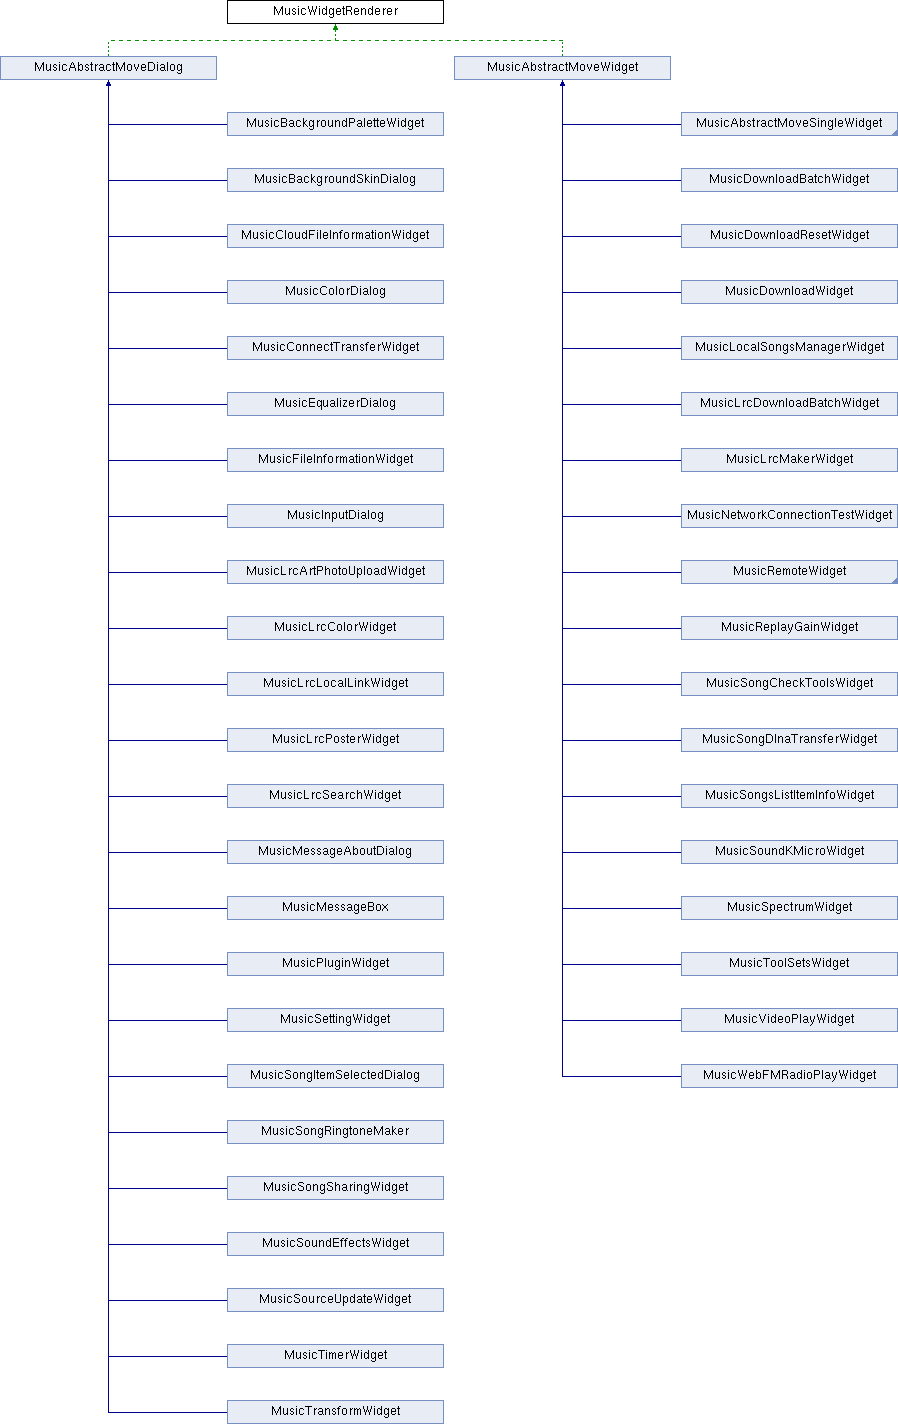 MusicWidgetRenderer
MusicAbstractMoveDialog
MusicAbstractMoveWidget
MusicBackgroundPaletteWidget
MusicAbstractMoveSingleWidget
MusicBackgroundSkinDialog
MusicDownloadBatchWidget
MusicCloudFileInformationWidget
MusicDownloadResetWidget
MusicColorDialog
MusicDownloadWidget
MusicConnectTransferWidget
MusicLocalSongsManagerWidget
MusicEqualizerDialog
MusicLrcDownloadBatchWidget
MusicFileInformationWidget
MusicLrcMakerWidget
MusicInputDialog
MusicNetworkConnectionTestWidget
MusicLrcArtPhotoUploadWidget
MusicRemoteWidget
MusicLrcColorWidget
MusicReplayGainWidget
MusicLrcLocalLinkWidget
MusicSongCheckToolsWidget
MusicLrcPosterWidget
MusicSongDlnaTransferWidget
MusicLrcSearchWidget
MusicSongsListItemInfoWidget
MusicMessageAboutDialog
MusicSoundKMicroWidget
MusicMessageBox
MusicSpectrumWidget
MusicPluginWidget
MusicToolSetsWidget
MusicSettingWidget
MusicVideoPlayWidget
MusicSongItemSelectedDialog
MusicWebFMRadioPlayWidget
MusicSongRingtoneMaker
MusicSongSharingWidget
MusicSoundEffectsWidget
MusicSourceUpdateWidget
MusicTimerWidget
MusicTransformWidget